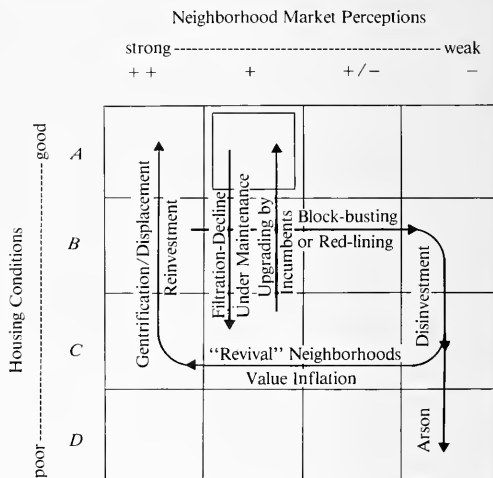 Neighborhood Market Perceptions
strong ---------------------------------------- weak
+ + + +/− −
Housing Conditions
poor -------------------- good
A
B
C
D
Gentrification/Displacement
Reinvestment
Filtration-Decline
Under Maintenance
Upgrading by
Incumbents
Block-busting
or Red-lining
Disinvestment
"Revival" Neighborhoods
Value Inflation
Arson